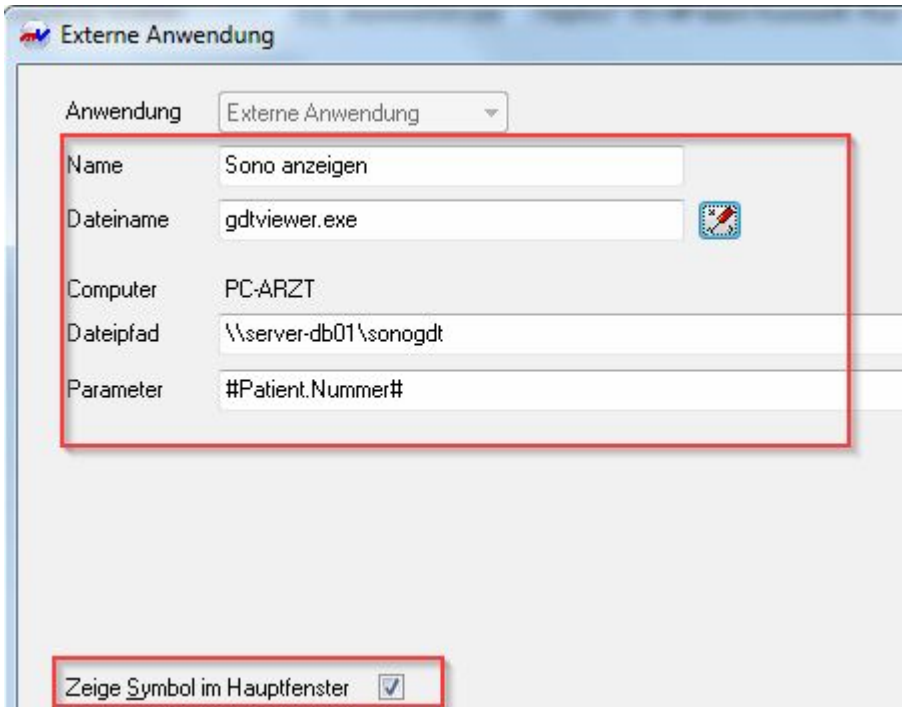 Externe Anwendung
Anwendung Externe Anwendung
Name Sono anzeigen
Dateiname gdtviewer.exe
Computer PC-ARZT
Dateipfad \\server-db01\sonogdt
Parameter #Patient.Nummer#
Zeige Symbol im Hauptfenster